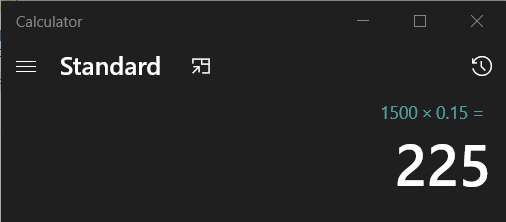 Calculator
Standard
1500 × 0.15 =
225